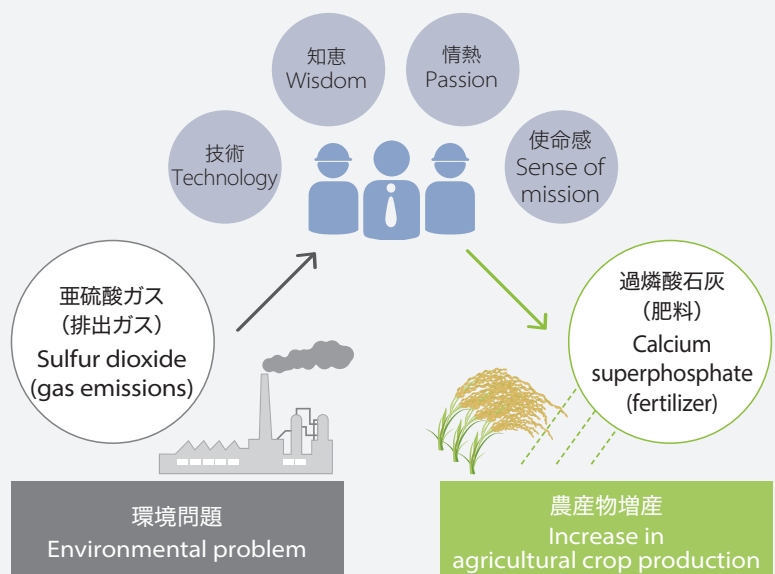 知恵
Wisdom
情熱
Passion
技術
Technology
使命感
Sense of
mission
亜硫酸ガス
（排出ガス）
Sulfur dioxide
(gas emissions)
過燐酸石灰
（肥料）
Calcium
superphosphate
(fertilizer)
環境問題
Environmental problem
農産物増産
Increase in
agricultural crop production